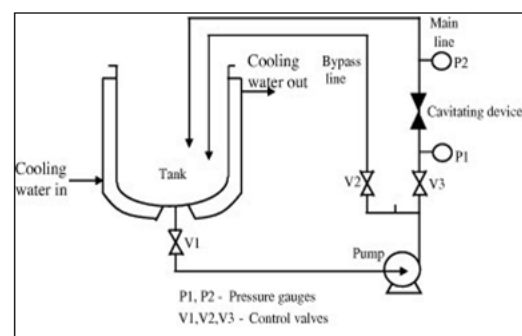 Main
line
P2
Cooling
water out
Bypass
line
Cavitating device
P1
Cooling
water in
Tank
V2
V3
V1
Pump
P1, P2 - Pressure gauges
V1,V2,V3 - Control valves